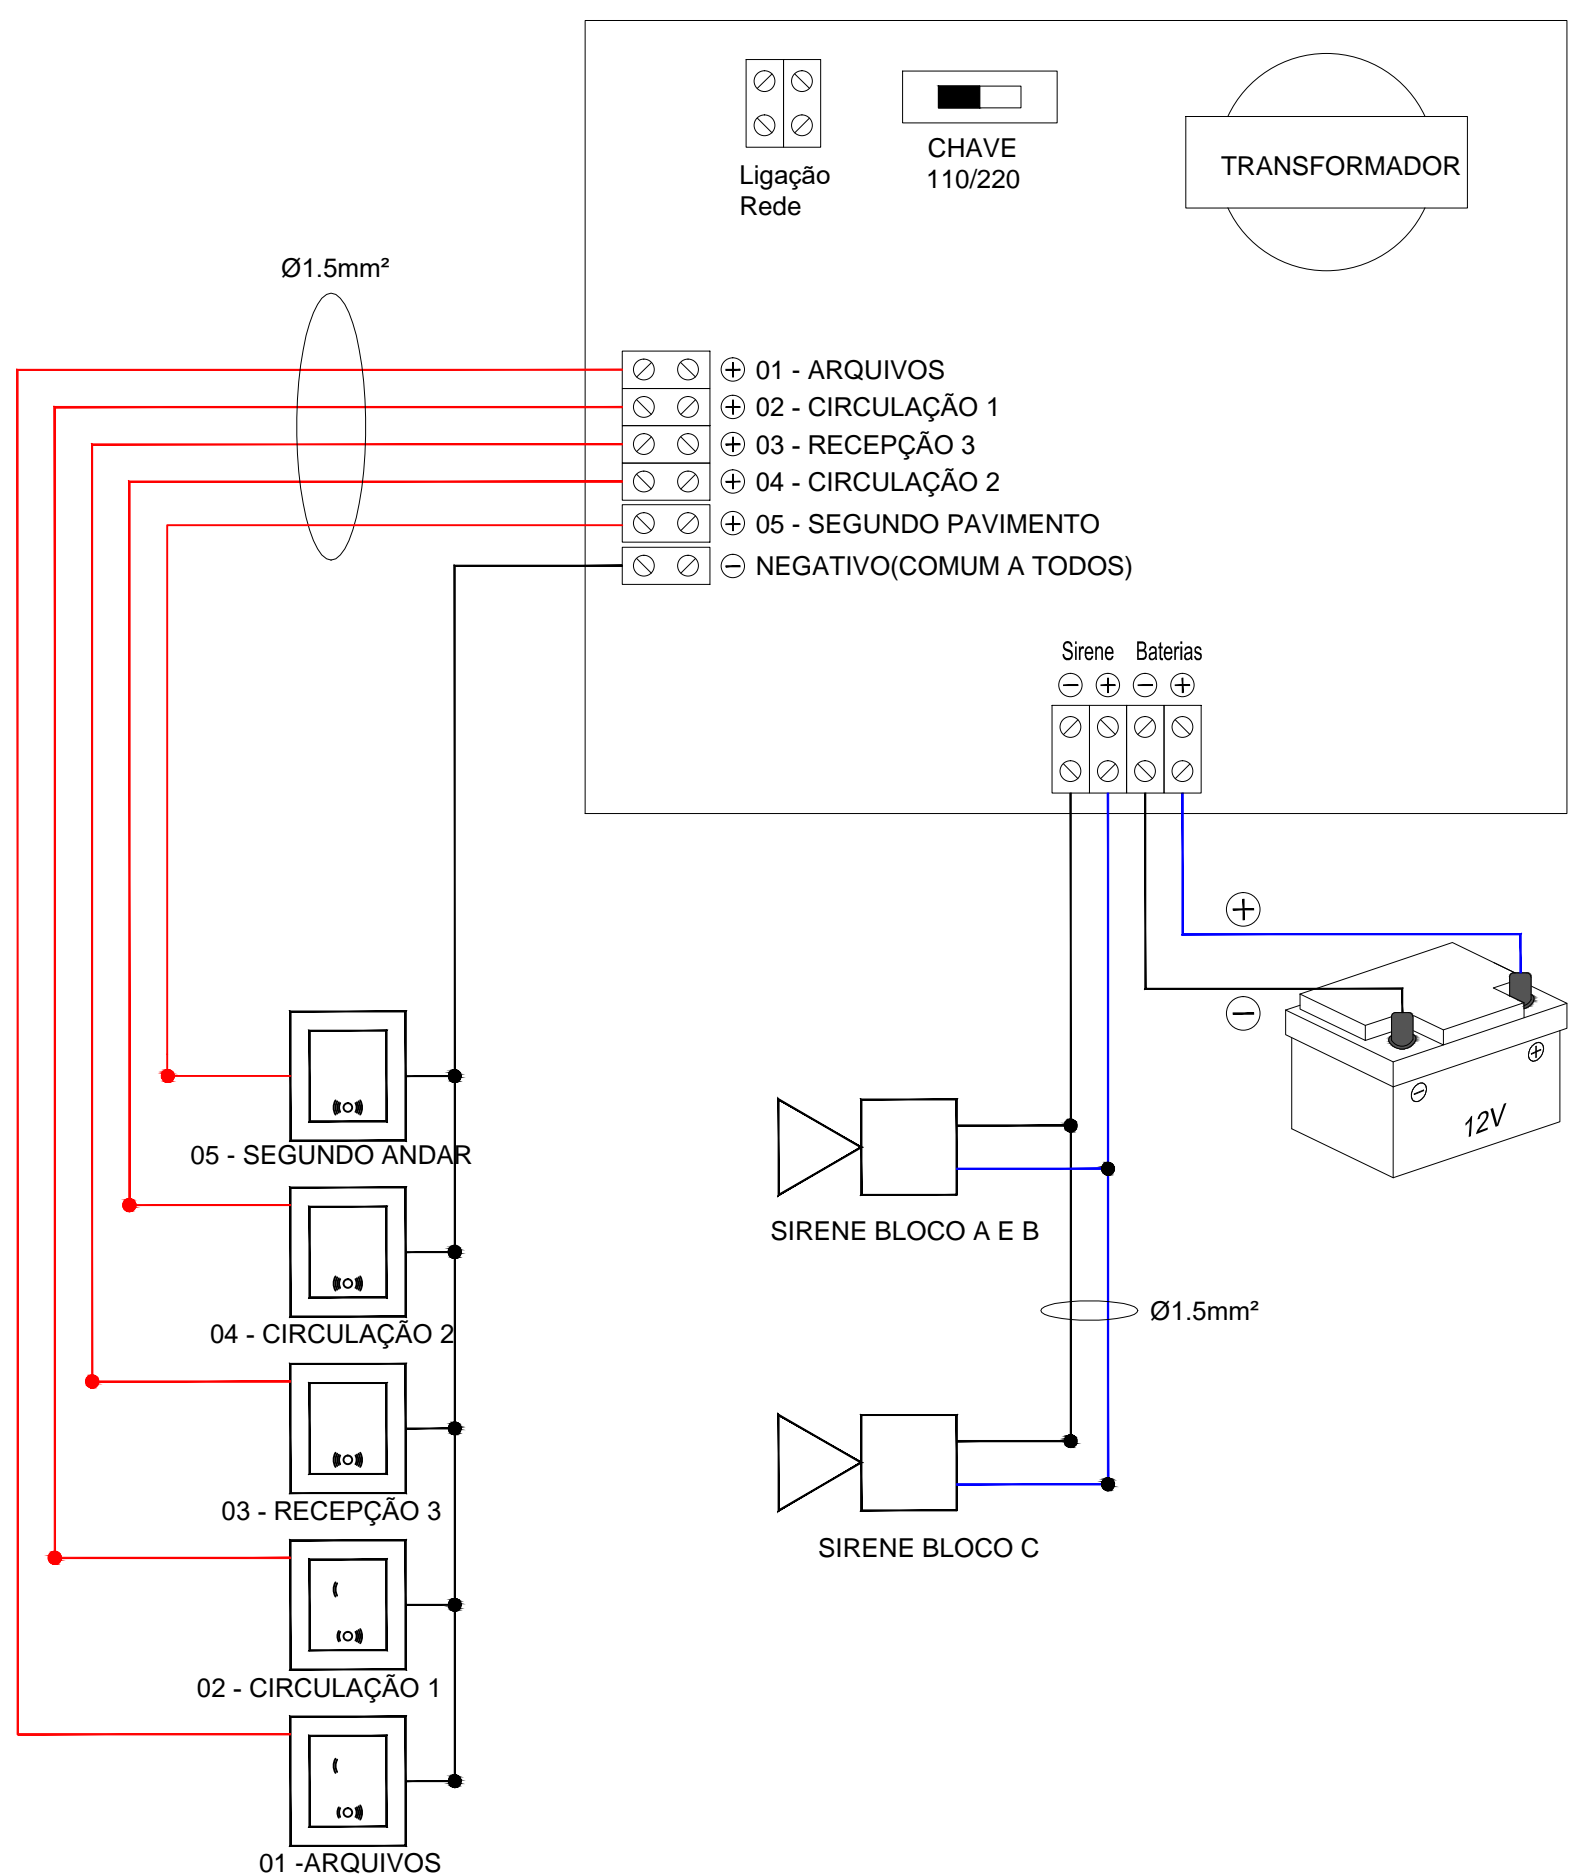 Ligação
Rede
CHAVE
110/220
TRANSFORMADOR
Ø1.5mm²
01 - ARQUIVOS
02 - CIRCULAÇÃO 1
03 - RECEPÇÃO 3
04 - CIRCULAÇÃO 2
05 - SEGUNDO PAVIMENTO
NEGATIVO(COMUM A TODOS)
Sirene
Baterias
12V
05 - SEGUNDO ANDAR
SIRENE BLOCO A E B
04 - CIRCULAÇÃO 2
Ø1.5mm²
03 - RECEPÇÃO 3
SIRENE BLOCO C
02 - CIRCULAÇÃO 1
01 -ARQUIVOS